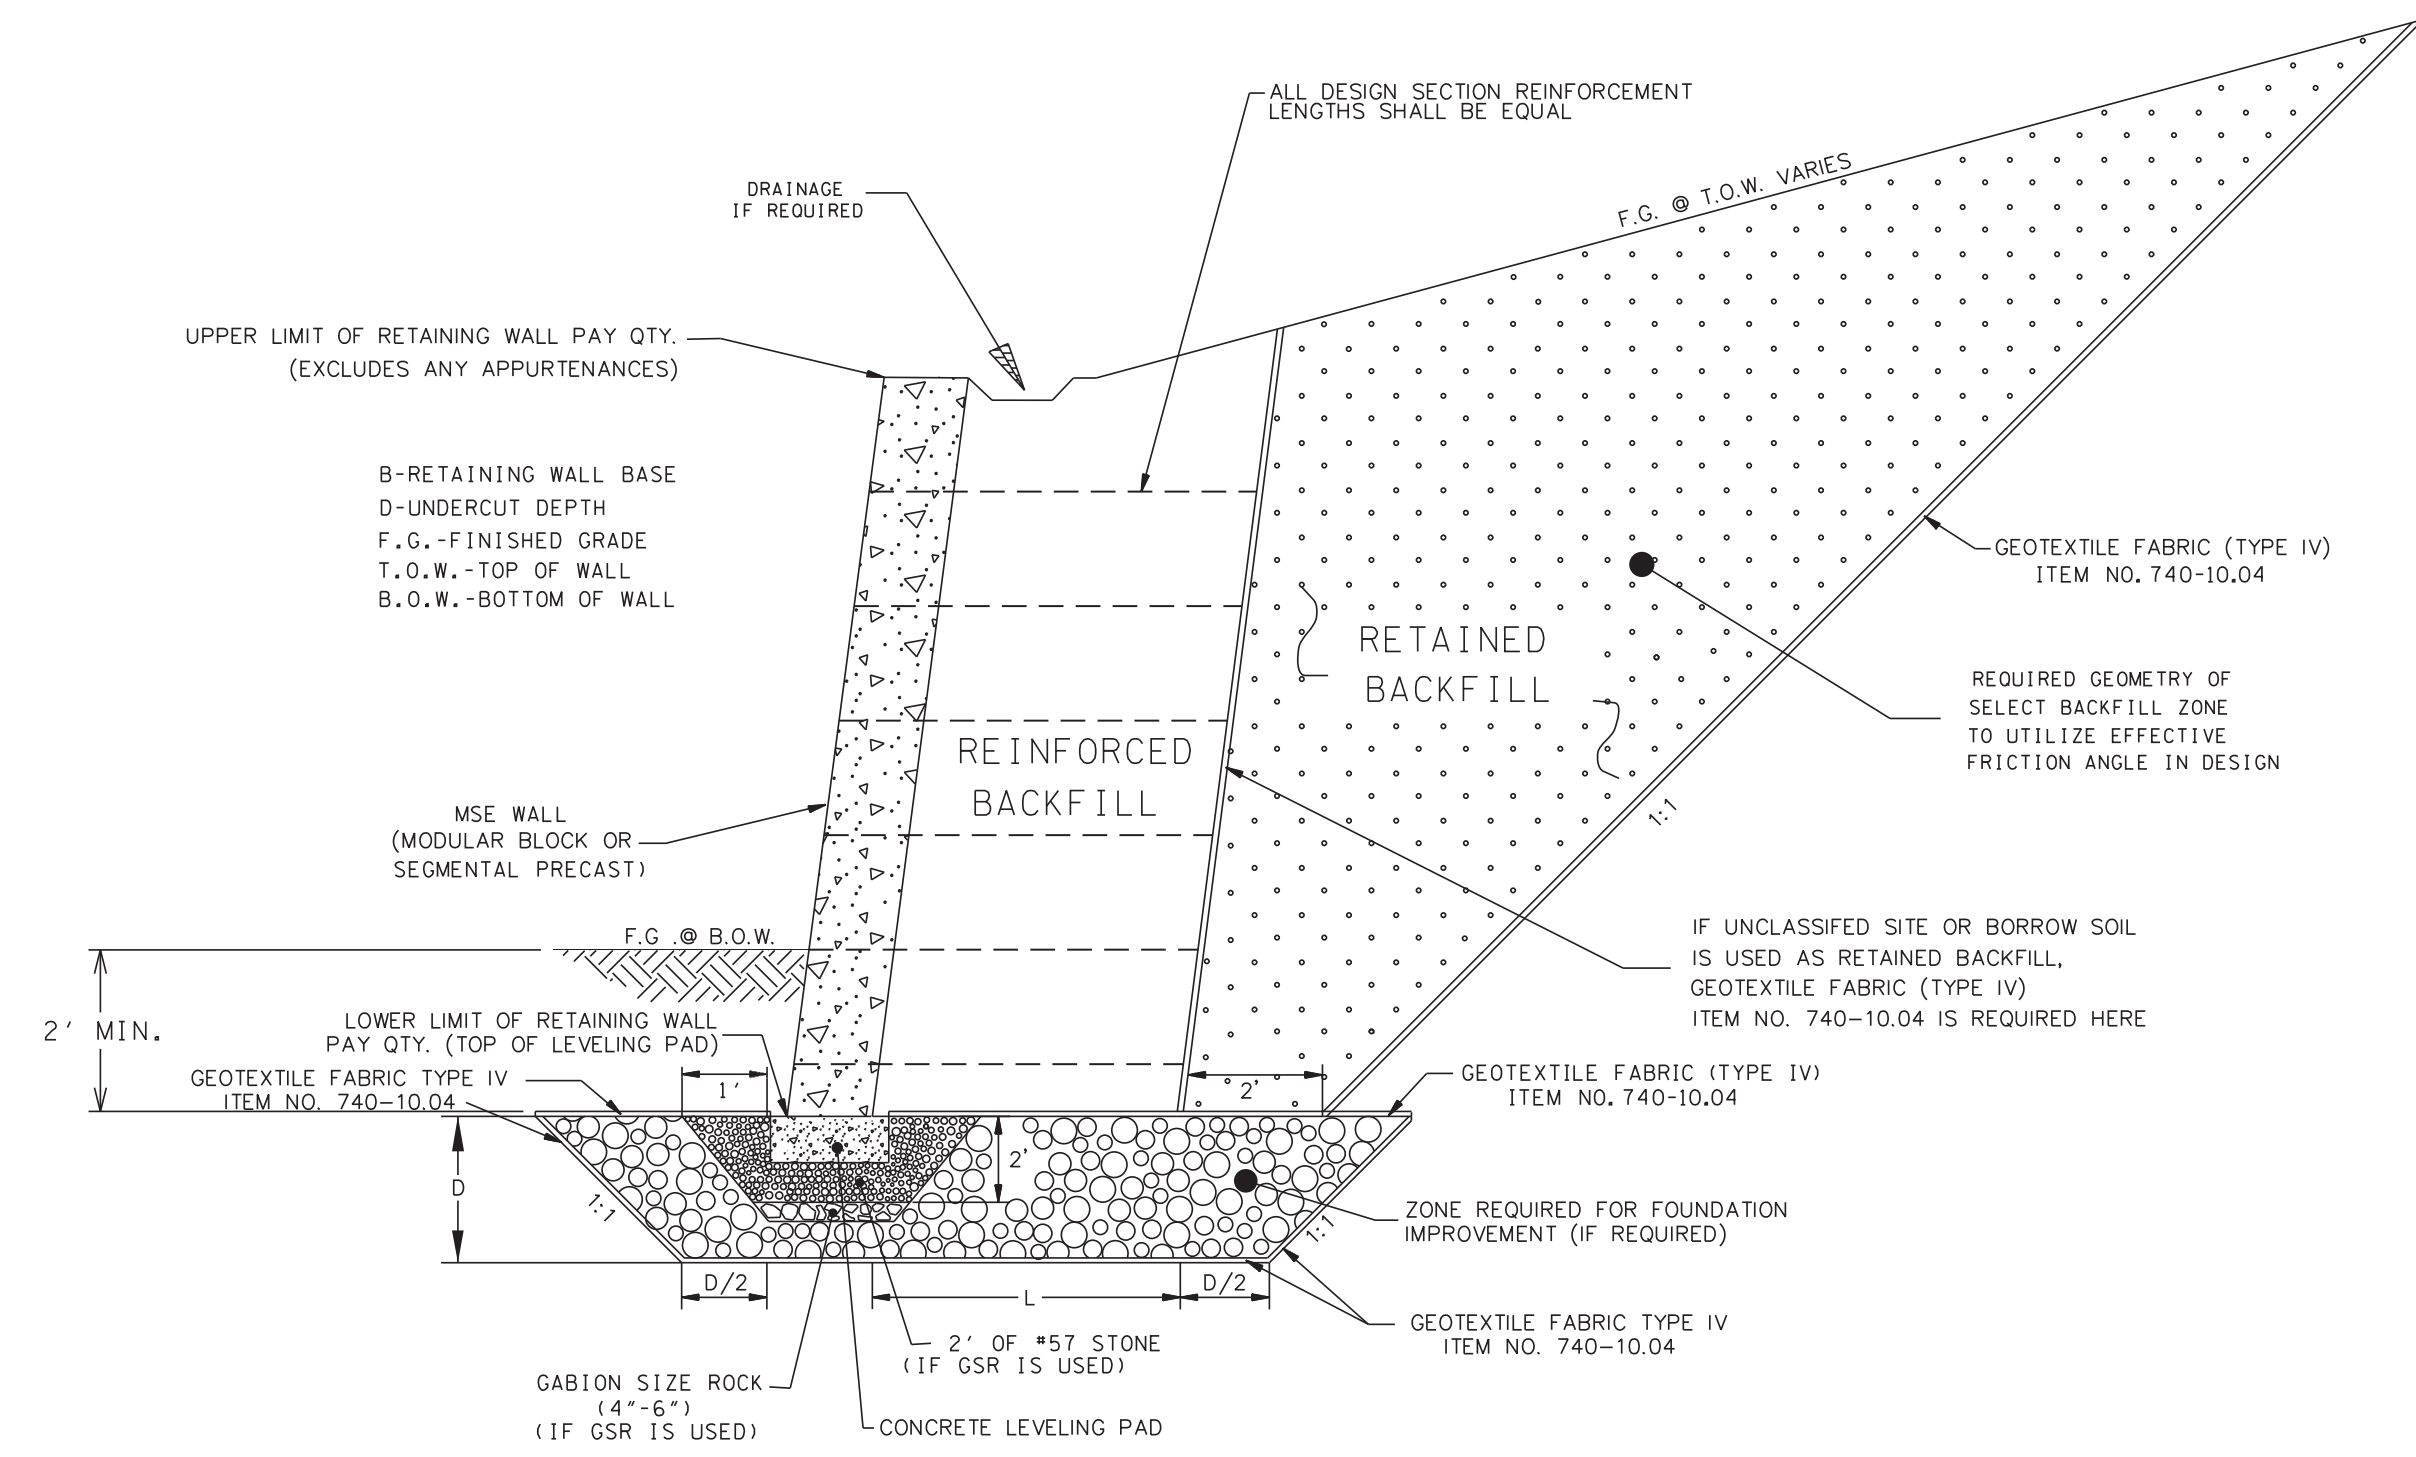 ALL DESIGN SECTION REINFORCEMENT
LENGTHS SHALL BE EQUAL
F.G. @ T.O.W. VARIES
DRAINAGE
IF REQUIRED
UPPER LIMIT OF RETAINING WALL PAY QTY.
(EXCLUDES ANY APPURTENANCES)
B-RETAINING WALL BASE
D-UNDERCUT DEPTH
F.G.-FINISHED GRADE
T.O.W.-TOP OF WALL
B.O.W.-BOTTOM OF WALL
GEOTEXTILE FABRIC (TYPE IV)
ITEM NO. 740-10.04
RETAINED
BACKFILL
REQUIRED GEOMETRY OF
SELECT BACKFILL ZONE
TO UTILIZE EFFECTIVE
FRICTION ANGLE IN DESIGN
REINFORCED
BACKFILL
1:1
MSE WALL
(MODULAR BLOCK OR
SEGMENTAL PRECAST)
IF UNCLASSIFED SITE OR BORROW SOIL
IS USED AS RETAINED BACKFILL,
GEOTEXTILE FABRIC (TYPE IV)
ITEM NO. 740-10.04 IS REQUIRED HERE
F.G .@ B.O.W.
2' MIN.
LOWER LIMIT OF RETAINING WALL
PAY QTY. (TOP OF LEVELING PAD)
GEOTEXTILE FABRIC TYPE IV
ITEM NO. 740-10.04
1'
2'
GEOTEXTILE FABRIC (TYPE IV)
ITEM NO. 740-10.04
D
2'
1:1
1:1
ZONE REQUIRED FOR FOUNDATION
IMPROVEMENT (IF REQUIRED)
D/2
L
D/2
GEOTEXTILE FABRIC TYPE IV
ITEM NO. 740-10.04
2' OF #57 STONE
(IF GSR IS USED)
GABION SIZE ROCK
(4"-6")
(IF GSR IS USED)
CONCRETE LEVELING PAD